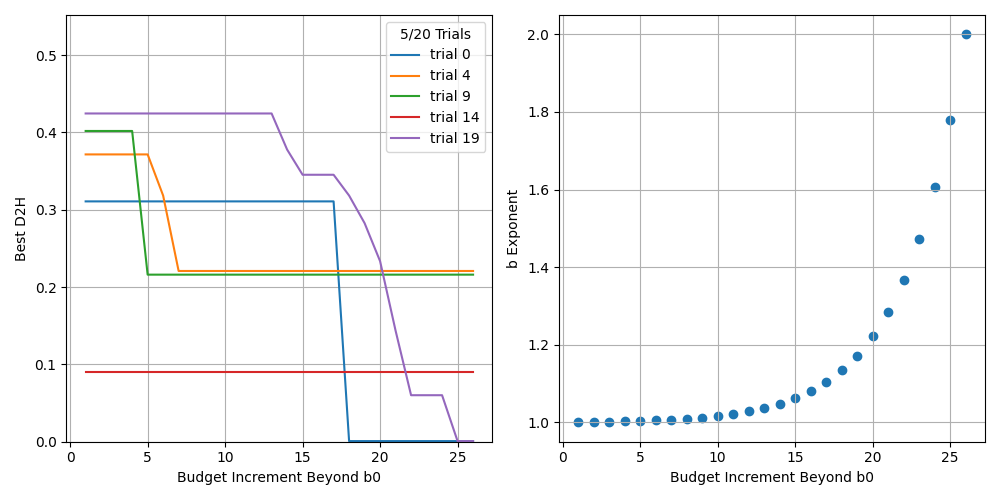 5/20 Trials
trial 0
trial 4
trial 9
trial 14
trial 19
0.5
0.4
0.3
0.2
0.1
0.0
Best D2H
0 5 10 15 20 25
Budget Increment Beyond b0
2.0
1.8
1.6
1.4
1.2
1.0
b Exponent
0 5 10 15 20 25
Budget Increment Beyond b0